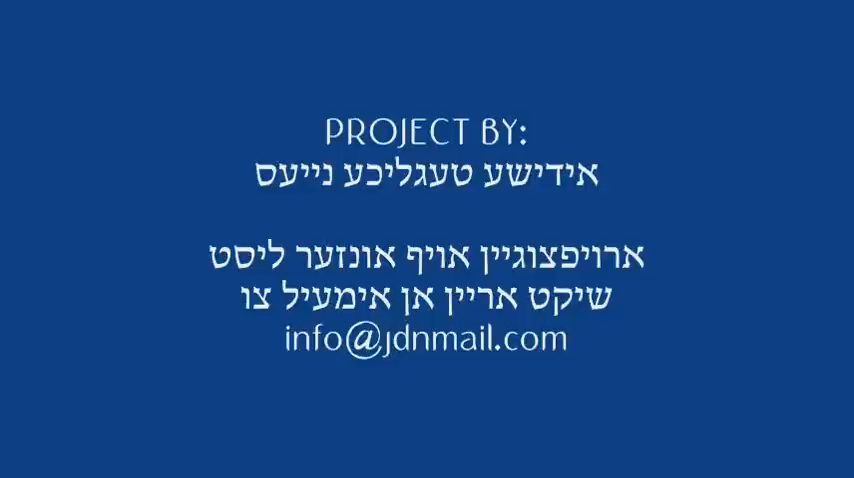 PROJECT BY:
אידישע טעגליכע נייעס
ארויפצוגיין אויף אונזער ליסט
שיקט אריין אן אימעיל צו
info@jdnmail.com